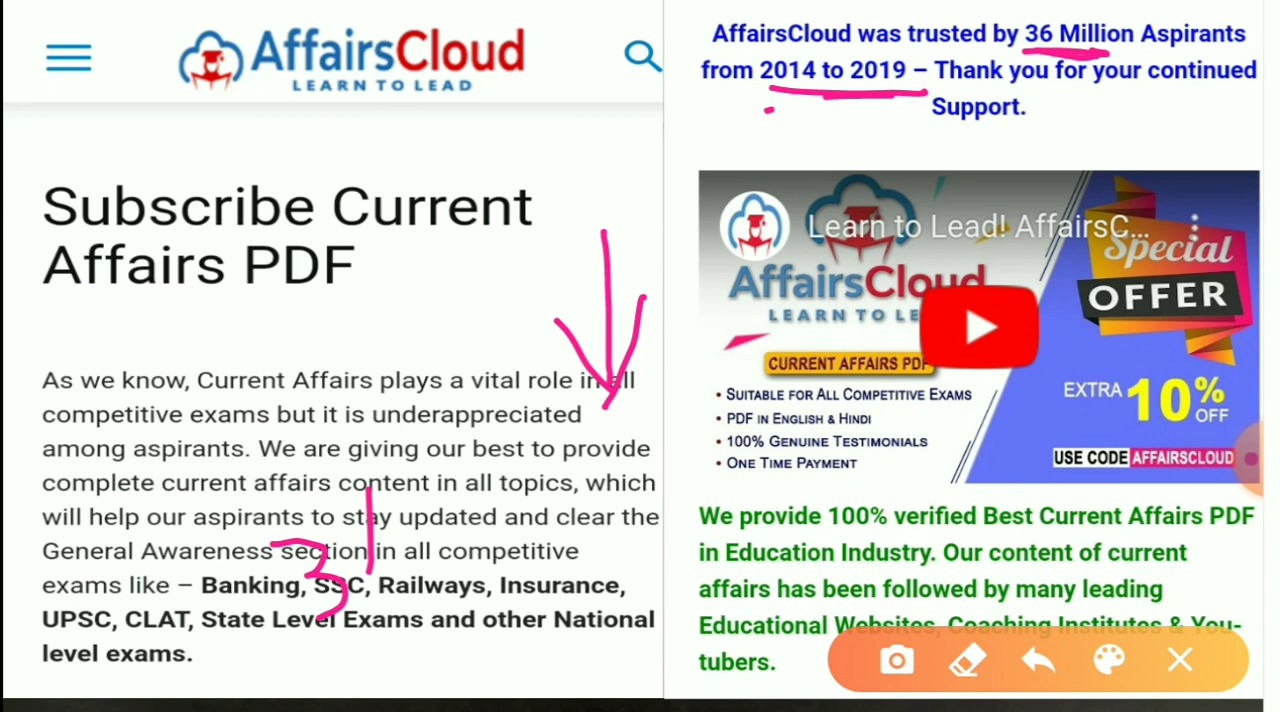 AffairsCloud
LEARN TO LEAD
Subscribe Current
Affairs PDF
As we know, Current Affairs plays a vital role in all
competitive exams but it is underappreciated
among aspirants. We are giving our best to provide
complete current affairs content in all topics, which
will help our aspirants to stay updated and clear the
General Awareness section in all competitive
exams like – Banking, SSC, Railways, Insurance,
UPSC, CLAT, State Level Exams and other National
level exams.
31
AffairsCloud was trusted by 36 Million Aspirants
from 2014 to 2019 – Thank you for your continued
Support.
Learn to Lead! AffairsC...
AffairsCloud
LEARN TO LE
CURRENT AFFAIRS PDF
• SUITABLE FOR ALL COMPETITIVE EXAMS
• PDF IN ENGLISH & HINDI
• 100% GENUINE TESTIMONIALS
• ONE TIME PAYMENT
Special
OFFER
EXTRA 10% OFF
USE CODE AFFAIRSCLOUD
We provide 100% verified Best Current Affairs PDF
in Education Industry. Our content of current
affairs has been followed by many leading
Educational Websites, Coaching Institutes & You-
tubers.